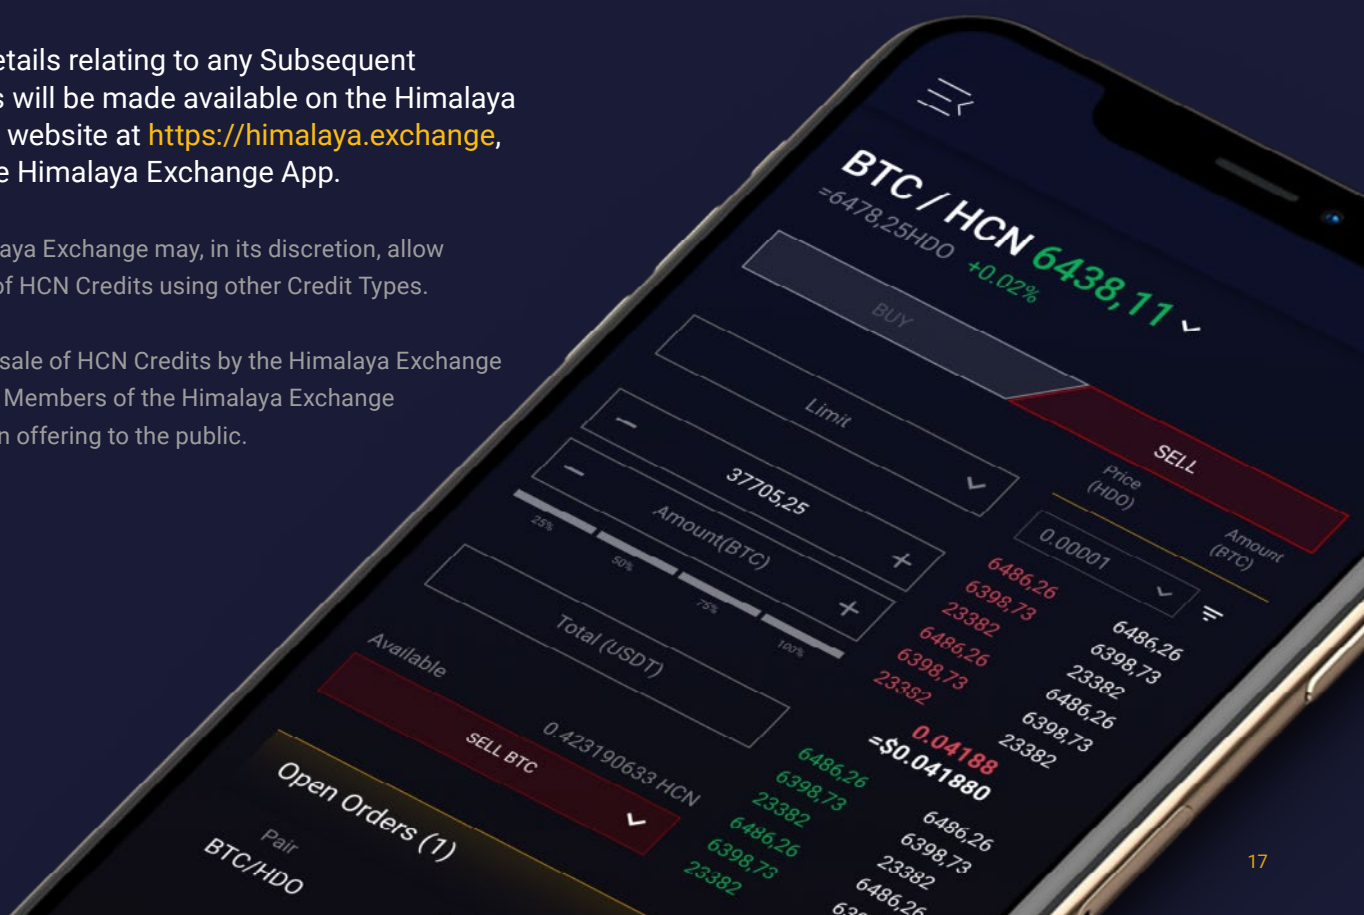 etails relating to any Subsequent
s will be made available on the Himalaya
website at https://himalaya.exchange,
e Himalaya Exchange App.
aya Exchange may, in its discretion, allow
of HCN Credits using other Credit Types.
sale of HCN Credits by the Himalaya Exchange
Members of the Himalaya Exchange
n offering to the public.
BTC / HCN 6438,11
=6478,25HDO +0.02%
BUY
SELL
Limit
37705,25
Amount(BTC)
25% 50% 75% 100%
Total (USDT)
Available
0.423190633 HCN
SELL BTC
Open Orders (1)
Pair
BTC/HDO
Price
(HDO)
Amount
(BTC)
0.00001
6486,26 6486,26
6398,73 6398,73
23382 23382
6486,26 6486,26
6398,73 6398,73
23382 23382
0.04188
=$0.041880
6486,26 6486,26
6398,73 6398,73
23382 23382
6486,26 6486,26
6398,73
23382
17